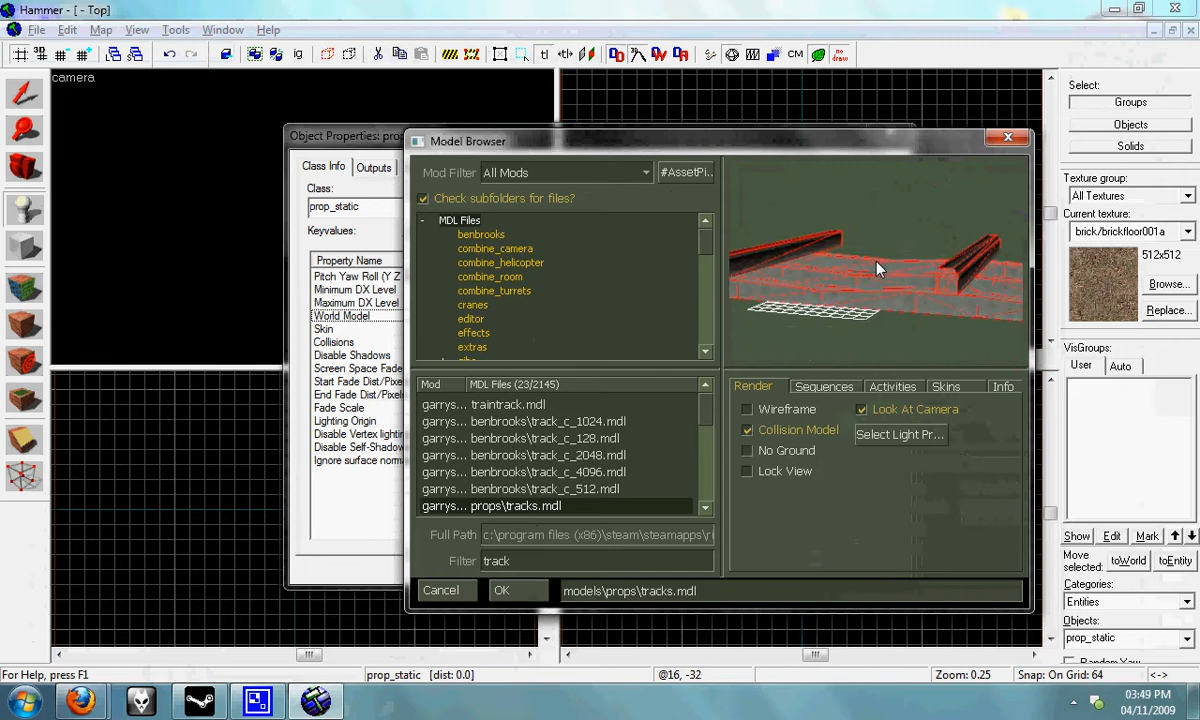 Hammer - [ - Top]
File Edit Map View Tools Window Help
3D
ig
tl
CM
no draw
camera
Object Properties: prop
Class Info Outputs
Class:
prop_static
Keyvalues:
Property Name
Pitch Yaw Roll (Y Z
Minimum DX Level
Maximum DX Level
World Model
Skin
Collisions
Disable Shadows
Screen Space Fade
Start Fade Dist/Pixel
End Fade Dist/Pixel
Fade Scale
Lighting Origin
Disable Vertex lightin
Disable Self-Shadow
Ignore surface norma
Model Browser
Mod Filter All Mods #AssetPi..
Check subfolders for files?
- MDL Files
benbrooks
combine_camera
combine_helicopter
combine_room
combine_turrets
cranes
editor
effects
extras
Mod MDL Files (23/2145)
garrys... traintrack.mdl
garrys... benbrooks\track_c_1024.mdl
garrys... benbrooks\track_c_128.mdl
garrys... benbrooks\track_c_2048.mdl
garrys... benbrooks\track_c_4096.mdl
garrys... benbrooks\track_c_512.mdl
garrys... props\tracks.mdl
Full Path c:\program files (x86)\steam\steamapps\r
Filter track
Cancel OK models\props\tracks.mdl
Render Sequences Activities Skins Info
Wireframe Look At Camera
Collision Model Select Light Pr...
No Ground
Lock View
Select:
Groups
Objects
Solids
Texture group:
All Textures
Current texture:
brick/brickfloor001a
512x512
Browse...
Replace...
VisGroups:
User Auto
Show Edit Mark
Move selected: toWorld toEntity
Categories:
Entities
Objects:
prop_static
For Help, press F1 prop_static [dist: 0.0] @16, -32 Zoom: 0.25 Snap: On Grid: 64 <->
03:49 PM
04/11/2009